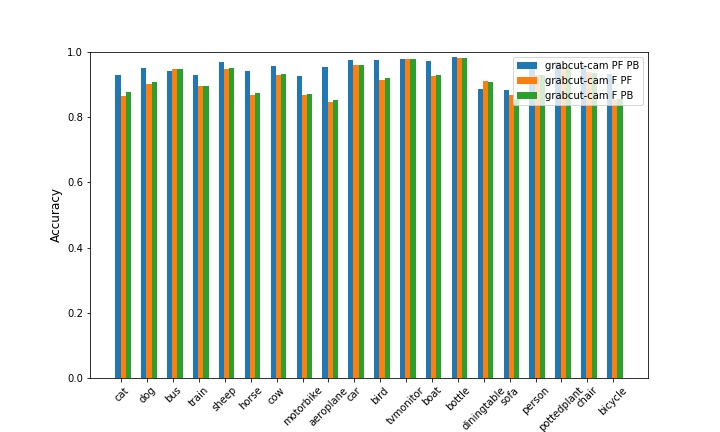 1.0
0.8
0.6
0.4
0.2
0.0
Accuracy
grabcut-cam PF PB
grabcut-cam F PF
grabcut-cam F PB
cat
dog
bus
train
sheep
horse
cow
motorbike
aeroplane
car
bird
tvmonitor
boat
bottle
diningtable
sofa
person
pottedplant
chair
bicycle